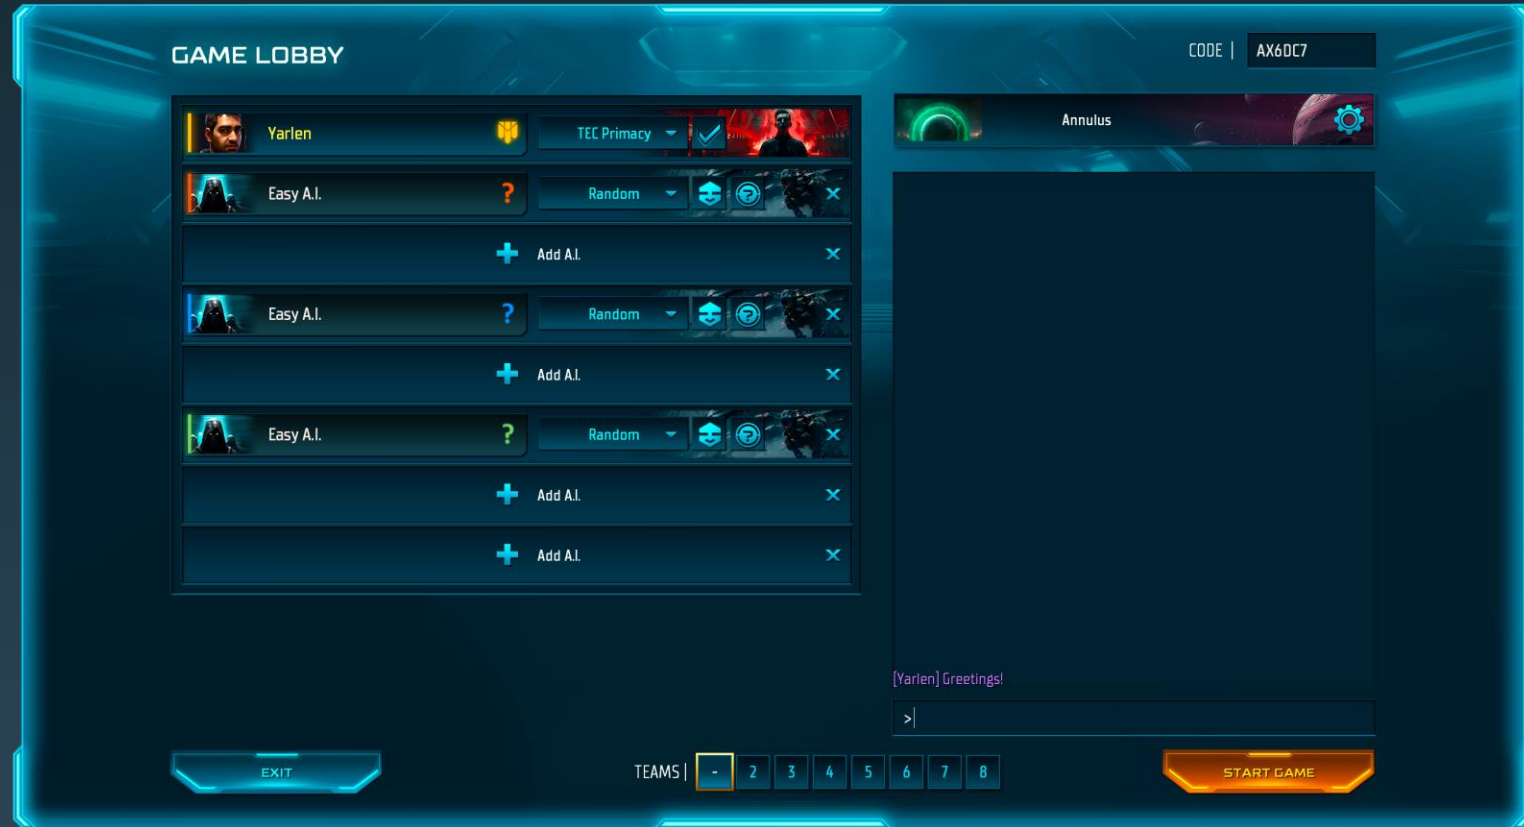 GAME LOBBY
CODE | AX6DC7
Yarlen TEC Primacy
Annulus
Easy A.I. ? Random ?
+ Add A.I. X
Easy A.I. ? Random ?
+ Add A.I. X
Easy A.I. ? Random ?
+ Add A.I. X
+ Add A.I. X
[Yarlen] Greetings!
>
EXIT
TEAMS | - 2 3 4 5 6 7 8
START GAME